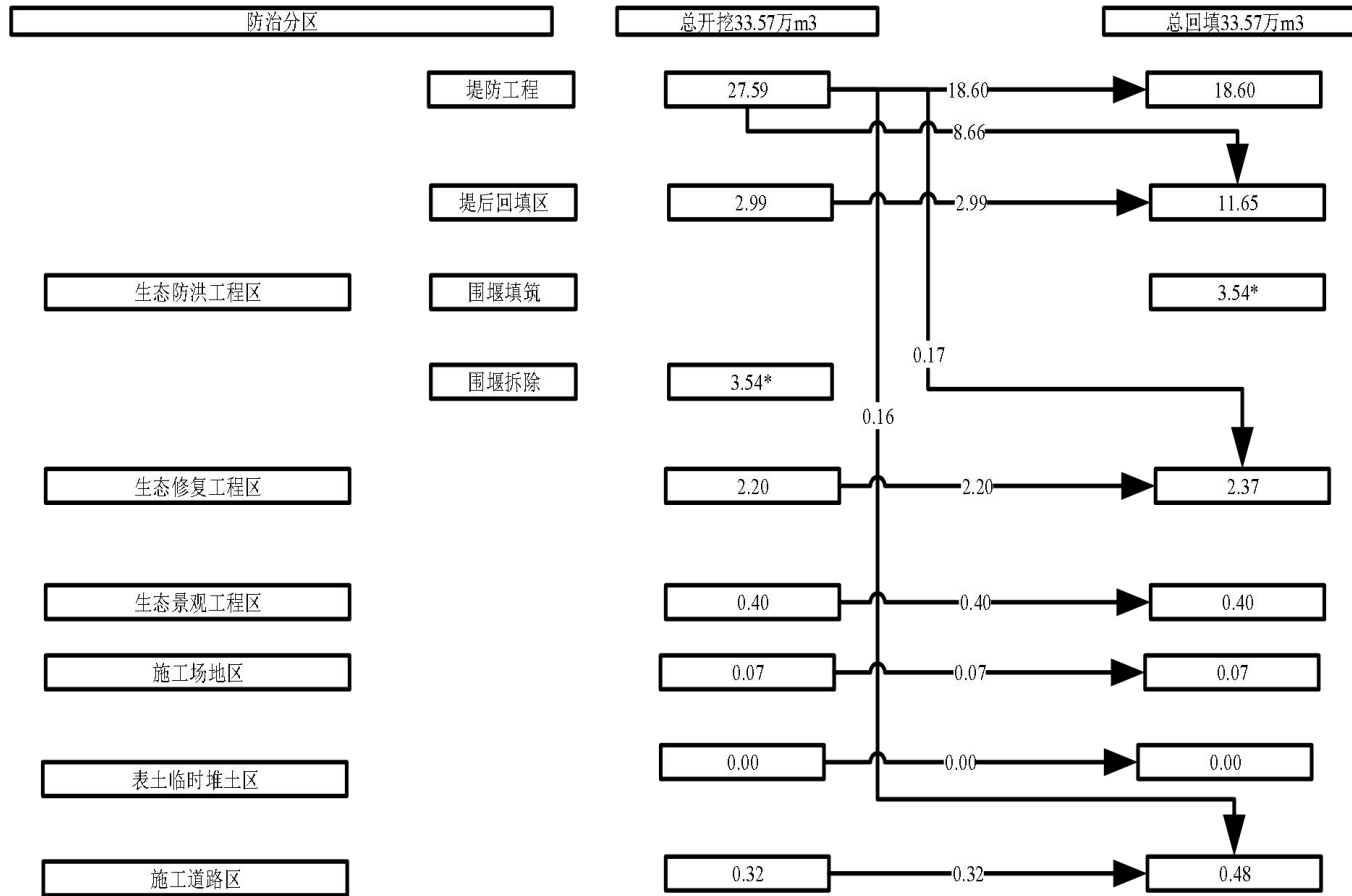 防治分区
总开挖33.57万m3
总回填33.57万m3
堤防工程
27.59
18.60
18.60
8.66
堤后回填区
2.99
2.99
11.65
生态防洪工程区
围堰填筑
3.54*
0.17
围堰拆除
3.54*
0.16
生态修复工程区
2.20
2.20
2.37
生态景观工程区
0.40
0.40
0.40
施工场地区
0.07
0.07
0.07
表土临时堆土区
0.00
0.00
0.00
施工道路区
0.32
0.32
0.48